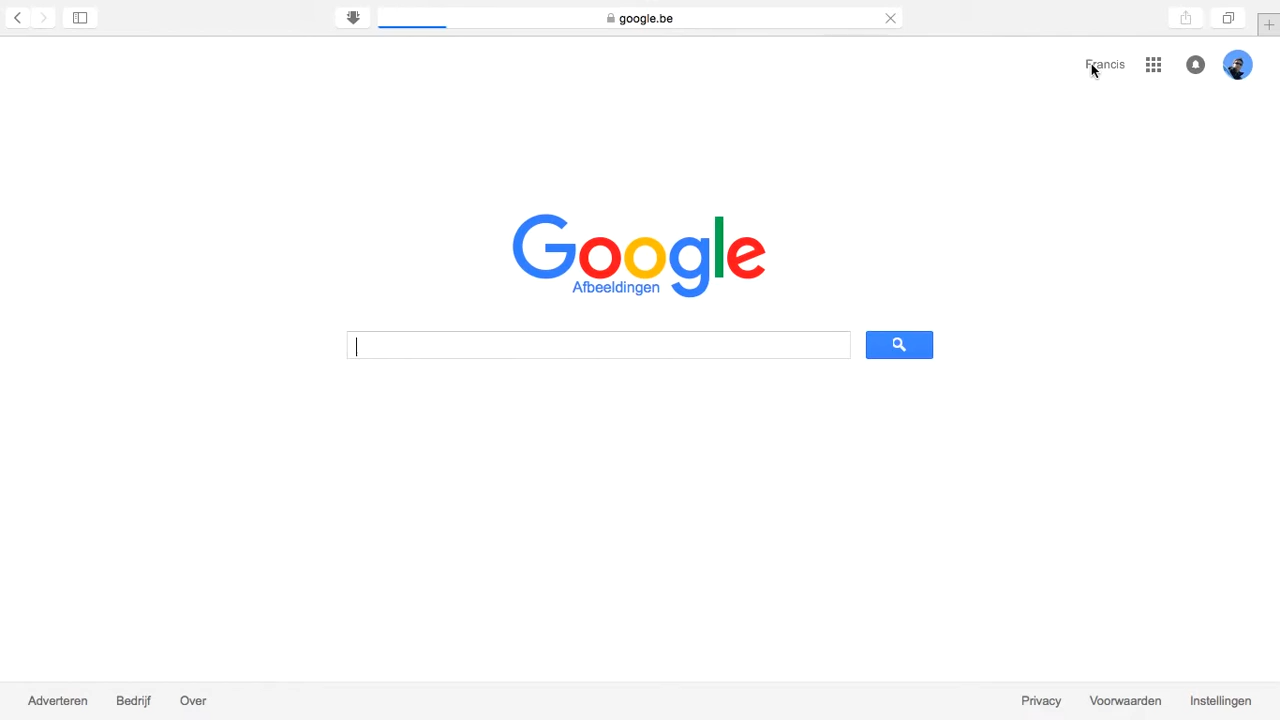 google.be
Francis
Google
Afbeeldingen
Adverteren Bedrijf Over Privacy Voorwaarden Instellingen